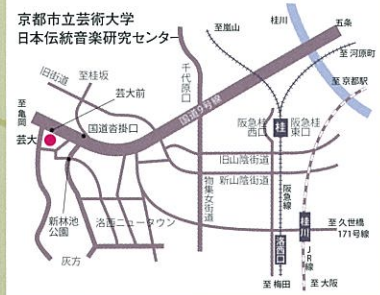 京都市立芸術大学
日本伝統音楽研究センター
桂川
五条
至嵐山
至河原町
至京都駅
旧街道
至桂坂
千代原口
芸大前
至亀岡
国道沓掛口
国道9号線
阪急桂西口
桂
阪急桂東口
芸大
旧山陰街道
新山陰街道
物集女街道
阪急線
新林池公園
洛西ニュータウン
桂川
至久世橋
171号線
洛西口
JR線
灰方
至梅田
至大阪